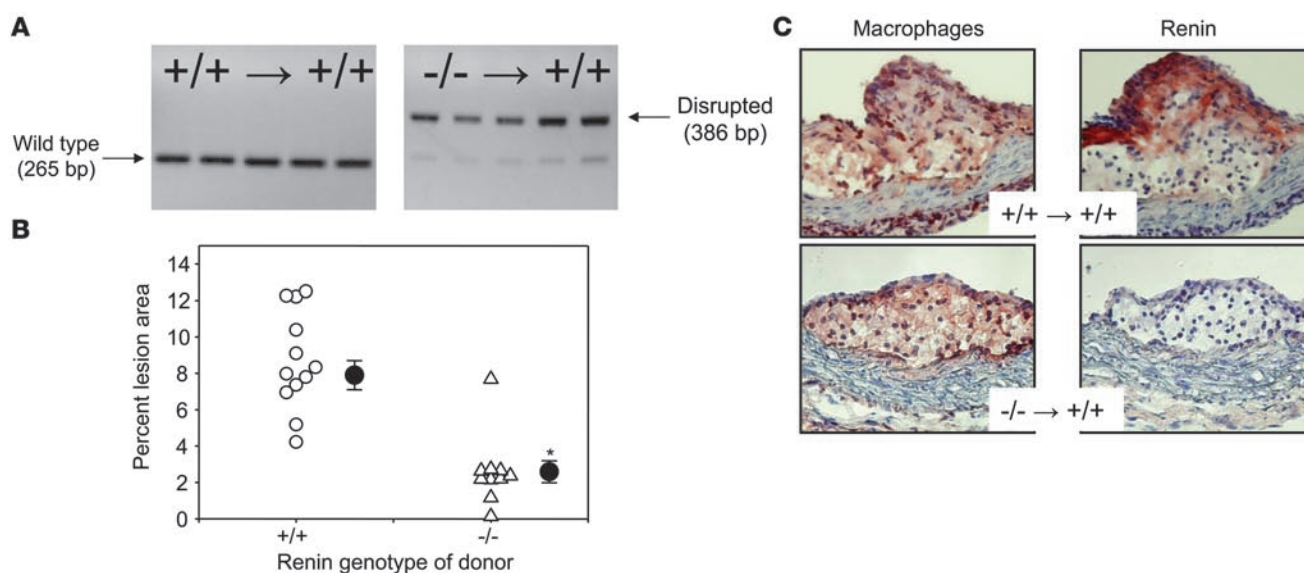 A
+/+ → +/+
-/- → +/+
Wild type
(265 bp)
Disrupted
(386 bp)
B
Percent lesion area
14
12
10
8
6
4
2
0
*
+/+
-/-
Renin genotype of donor
C
Macrophages
Renin
+/+ → +/+
-/- → +/+